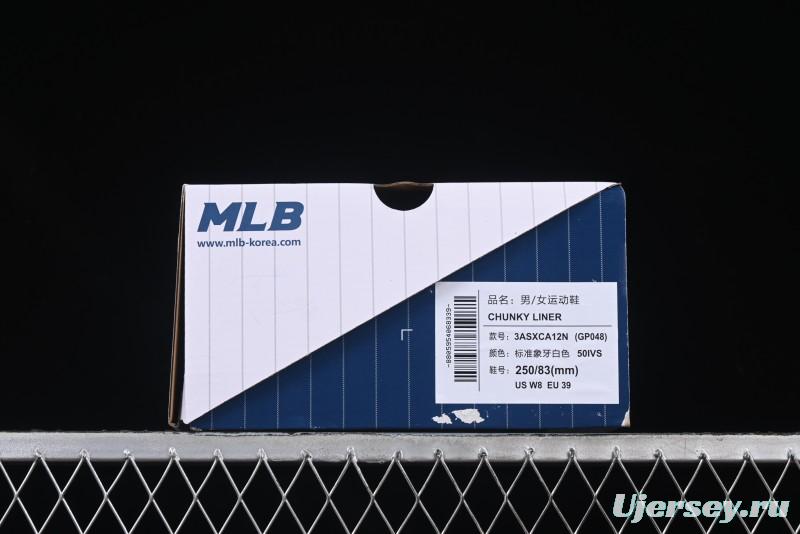 MLB
www.mlb-korea.com
品名：男/女运动鞋
CHUNKY LINER
款号：3ASXCA12N (GP048)
颜色：标准象牙白色 50IVS
鞋号：250/83(mm)
US W8 EU 39
-8805954068339-
Ujersey.ru